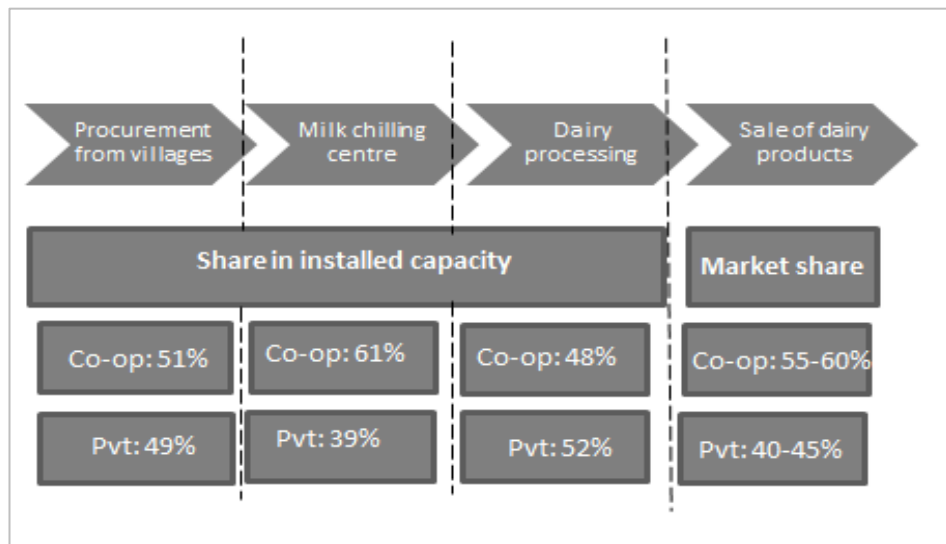 Procurement
from villages
Milk chilling
centre
Dairy
processing
Sale of dairy
products
Share in installed capacity
Market share
Co-op: 51%
Co-op: 61%
Co-op: 48%
Co-op: 55-60%
Pvt: 49%
Pvt: 39%
Pvt: 52%
Pvt: 40-45%